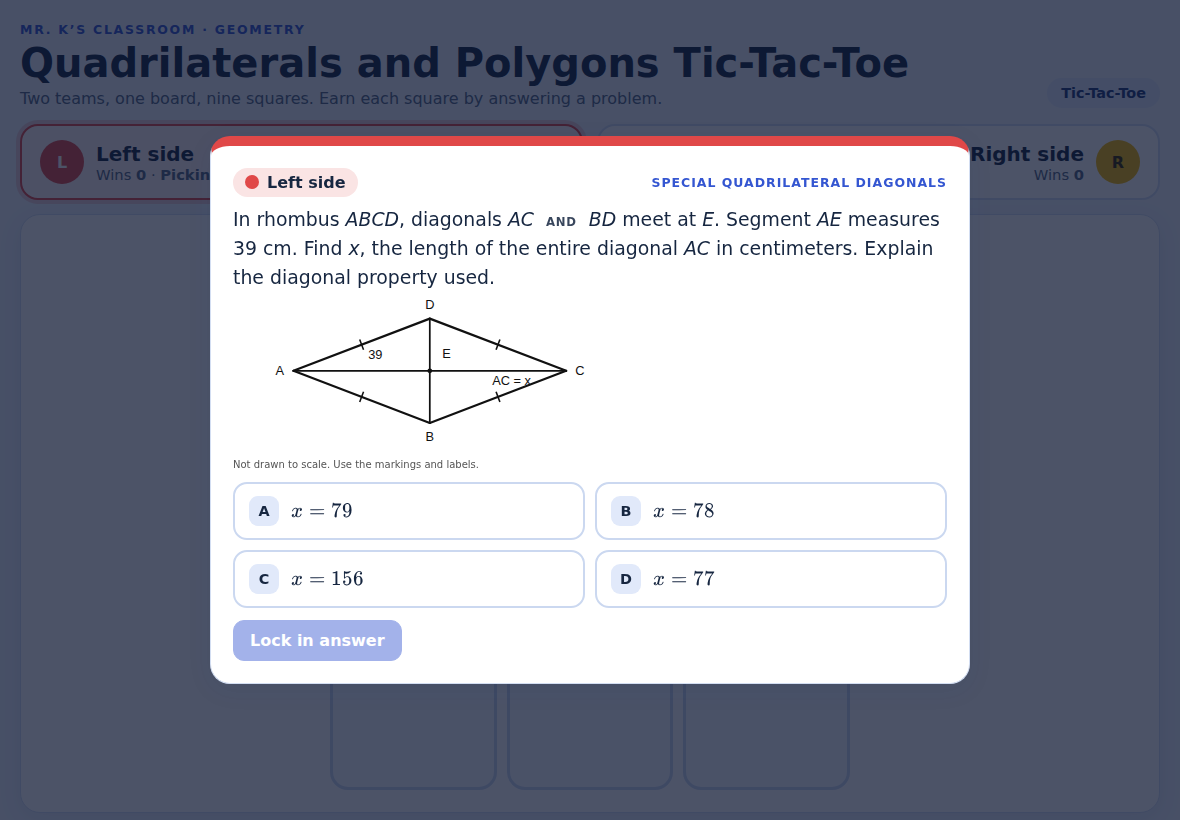 MR. K’S CLASSROOM · GEOMETRY
Quadrilaterals and Polygons Tic-Tac-Toe
Two teams, one board, nine squares. Earn each square by answering a problem.
Tic-Tac-Toe
L
Left side
Wins 0 · Pickin
Right side
Wins 0
R
Left side
SPECIAL QUADRILATERAL DIAGONALS
In rhombus ABCD, diagonals AC AND BD meet at E. Segment AE measures
39 cm. Find x, the length of the entire diagonal AC in centimeters. Explain
the diagonal property used.
D
39
E
A
C
AC = x
B
Not drawn to scale. Use the markings and labels.
A x = 79
B x = 78
C x = 156
D x = 77
Lock in answer